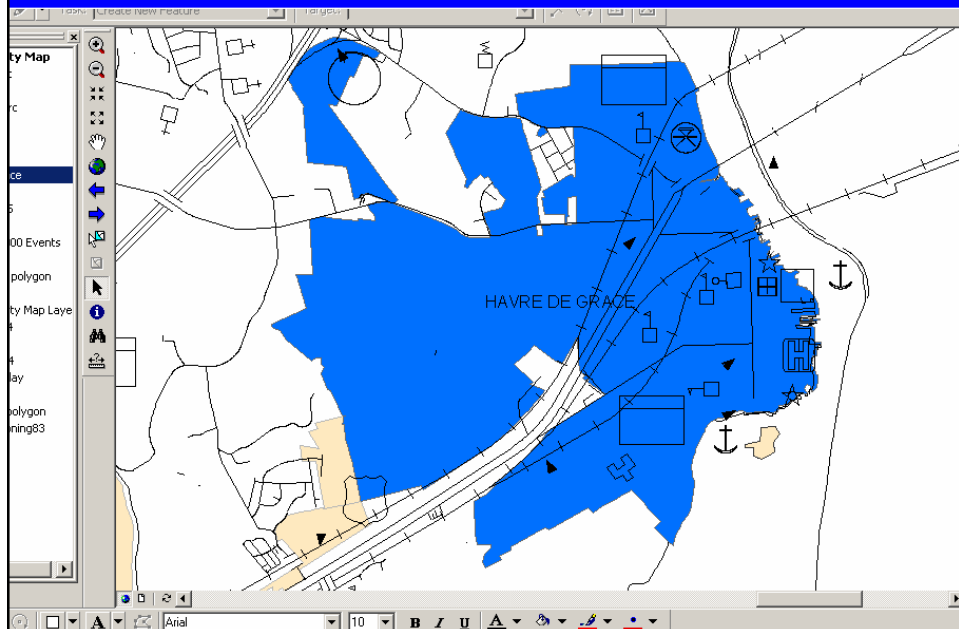 Task: Create New Feature Target:
ty Map
rc
ce
5
00 Events
polygon
ty Map Laye
4
4
lay
polygon
oning83
HAVRE DE GRACE
A Arial 10 B I U A